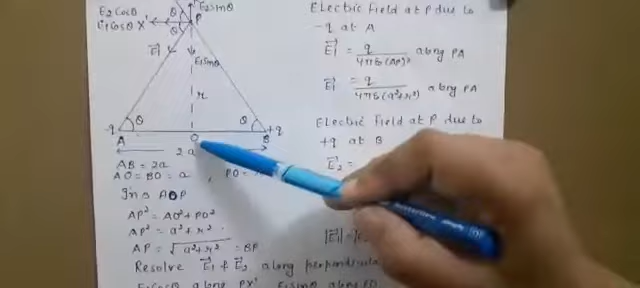 E2cosθ
E1cosθ X'
θ
θ
P
E2sinθ
E1
E1sinθ
r
-q
θ
θ
+q
A
O
B
2a
AB = 2a
AO = BO = a , PO =
In Δ AOP
AP² = AO² + PO²
AP² = a² + r²
AP = √a²+r² = BP
Resolve E1 & E2 along perpendicular
E1cosθ along PX' E1sinθ along PO
Electric Field at P due to
-q at A
E1 = q/4πε(AP)² along PA
E1 = q/4πε(a²+r²) along PA
Electric Field at P due to
+q at B
E2 =
|E1| =